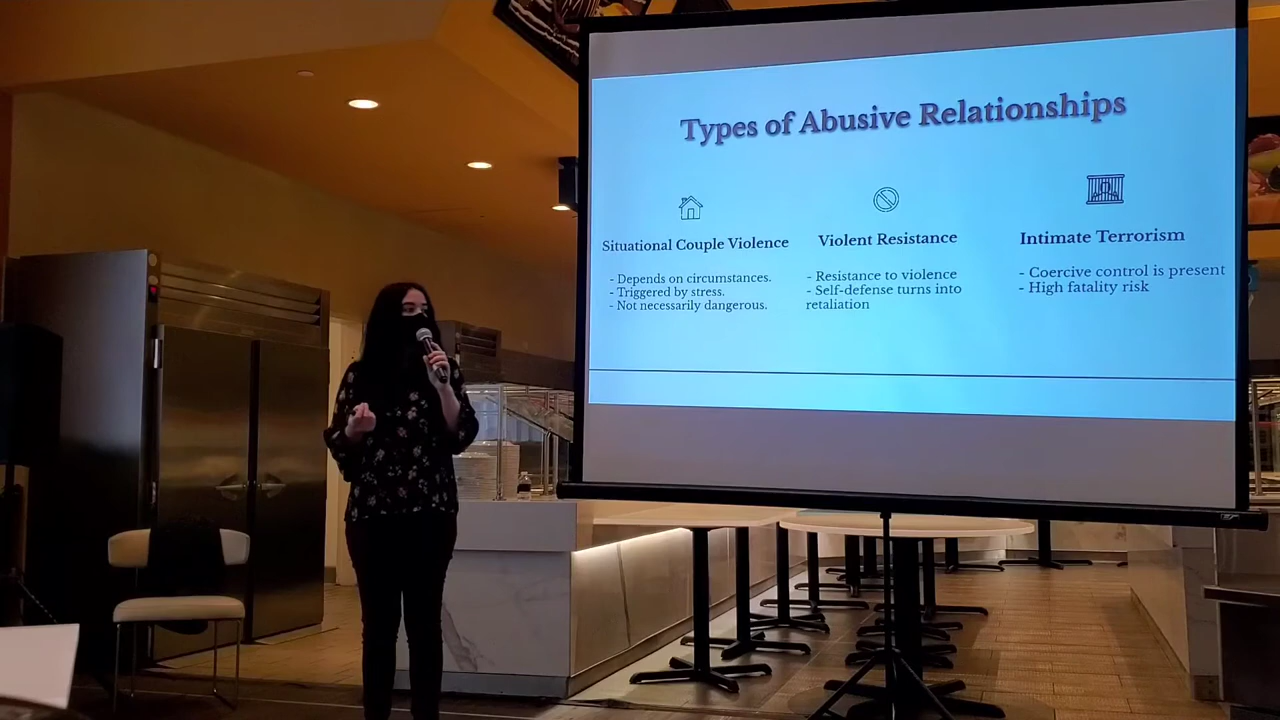 Types of Abusive Relationships
Situational Couple Violence
- Depends on circumstances.
- Triggered by stress.
- Not necessarily dangerous.
Violent Resistance
- Resistance to violence
- Self-defense turns into
retaliation
Intimate Terrorism
- Coercive control is present
- High fatality risk